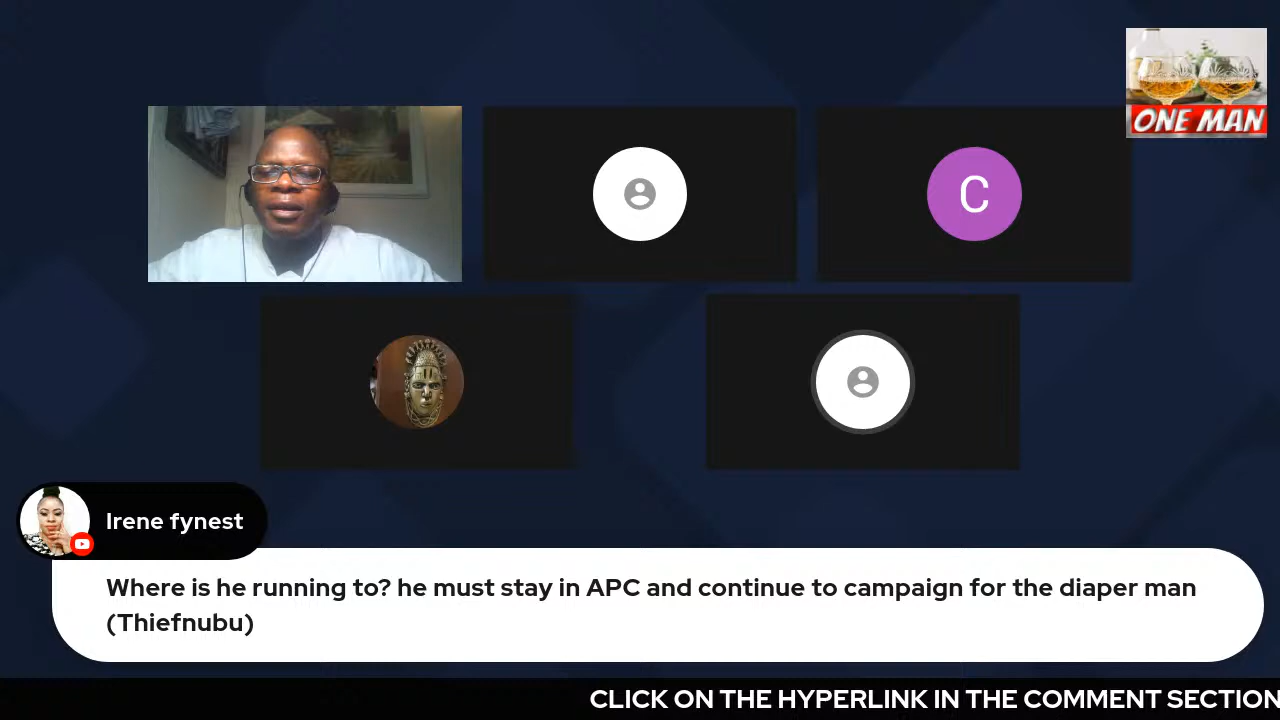 ONE MAN
C
Irene fynest
Where is he running to? he must stay in APC and continue to campaign for the diaper man
(Thiefnubu)
CLICK ON THE HYPERLINK IN THE COMMENT SECTION